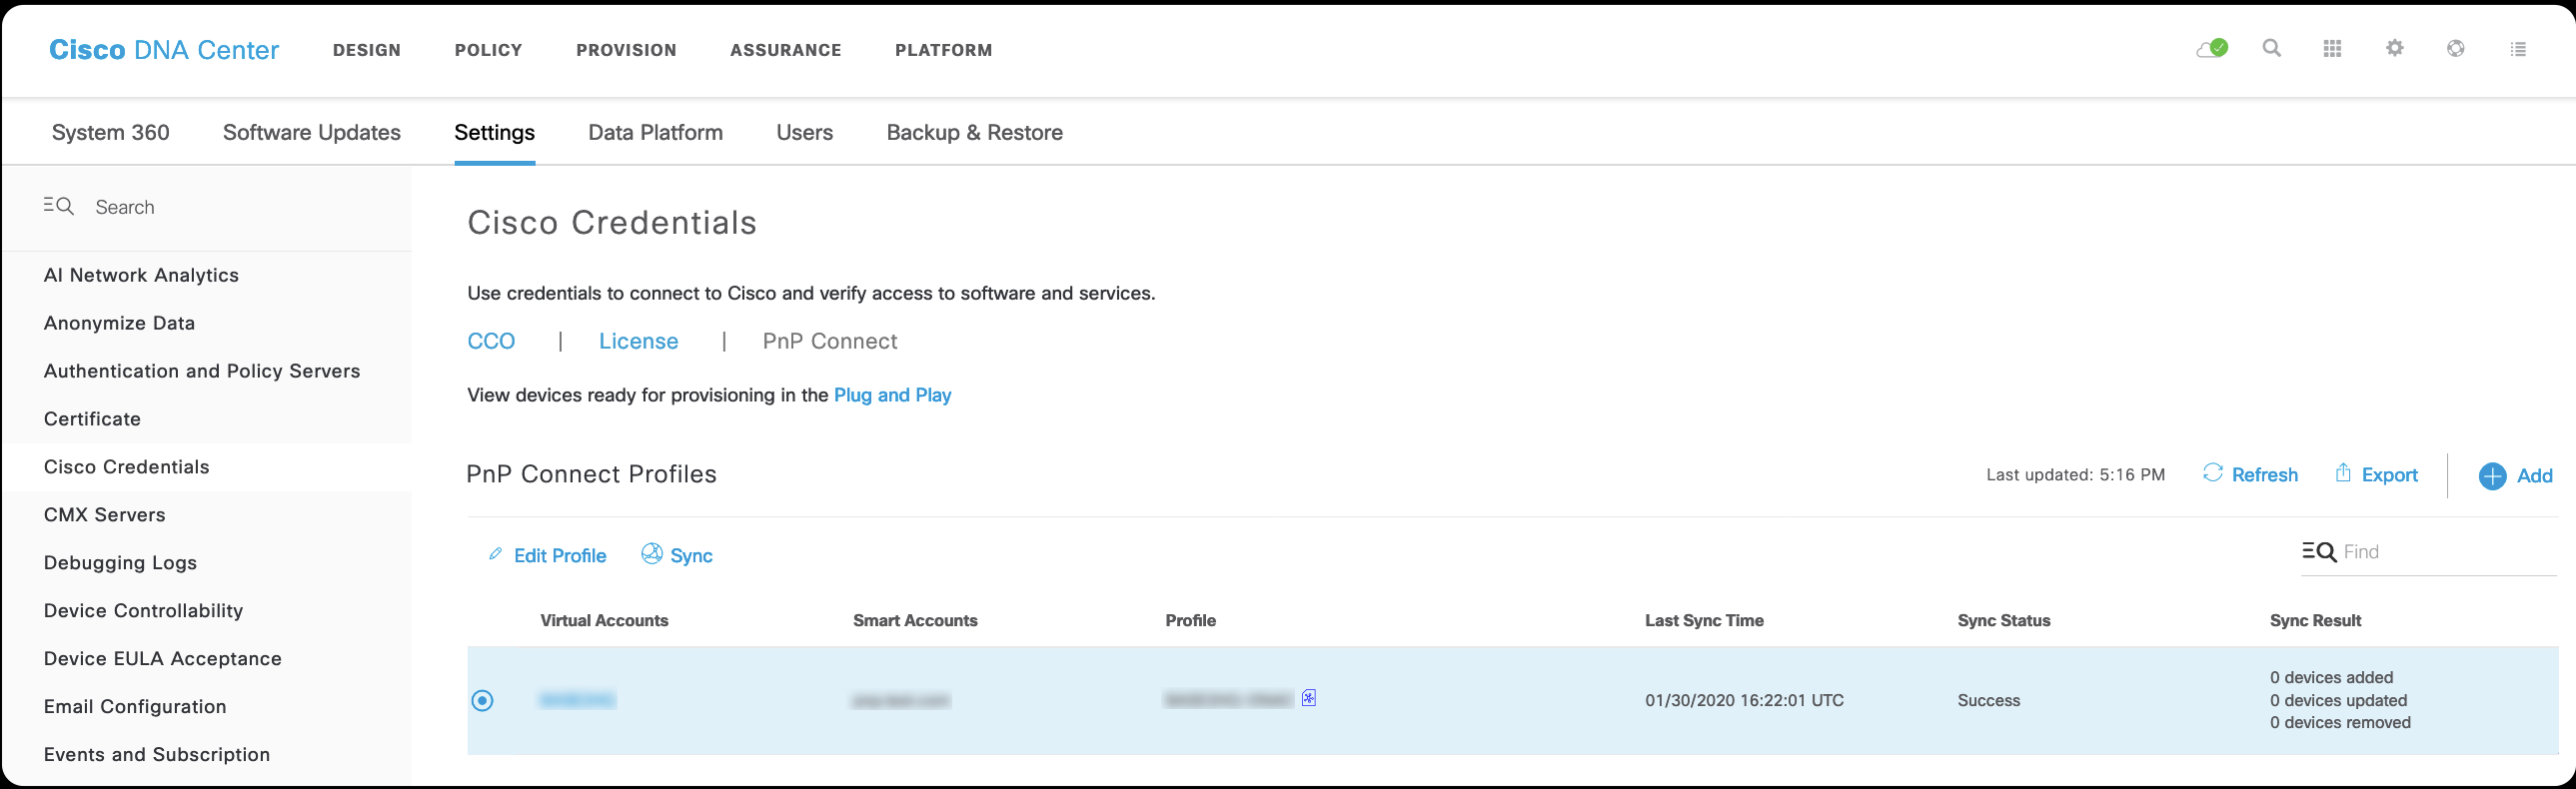 Cisco DNA Center DESIGN POLICY PROVISION ASSURANCE PLATFORM
System 360 Software Updates Settings Data Platform Users Backup & Restore
Search
AI Network Analytics
Anonymize Data
Authentication and Policy Servers
Certificate
Cisco Credentials
CMX Servers
Debugging Logs
Device Controllability
Device EULA Acceptance
Email Configuration
Events and Subscription
Cisco Credentials
Use credentials to connect to Cisco and verify access to software and services.
CCO | License | PnP Connect
View devices ready for provisioning in the Plug and Play
PnP Connect Profiles Last updated: 5:16 PM Refresh Export Add
Edit Profile Sync Find
Virtual Accounts Smart Accounts Profile Last Sync Time Sync Status Sync Result
01/30/2020 16:22:01 UTC Success
0 devices added
0 devices updated
0 devices removed